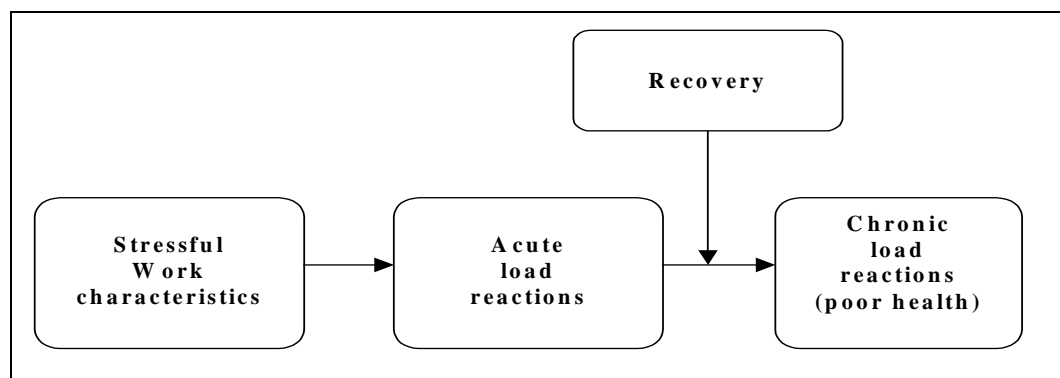 Recovery
Stressful
Work
characteristics
Acute
load
reactions
Chronic
load
reactions
(poor health)